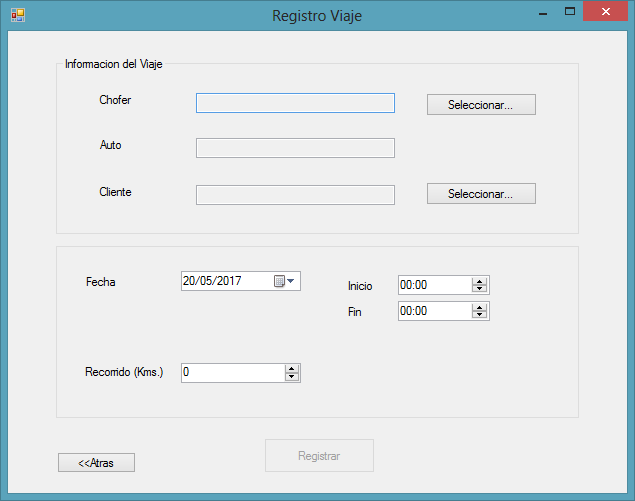 Registro Viaje
Informacion del Viaje
Chofer
Seleccionar...
Auto
Cliente
Seleccionar...
Fecha
20/05/2017
Inicio
00:00
Fin
00:00
Recorrido (Kms.)
0
<<Atras
Registrar